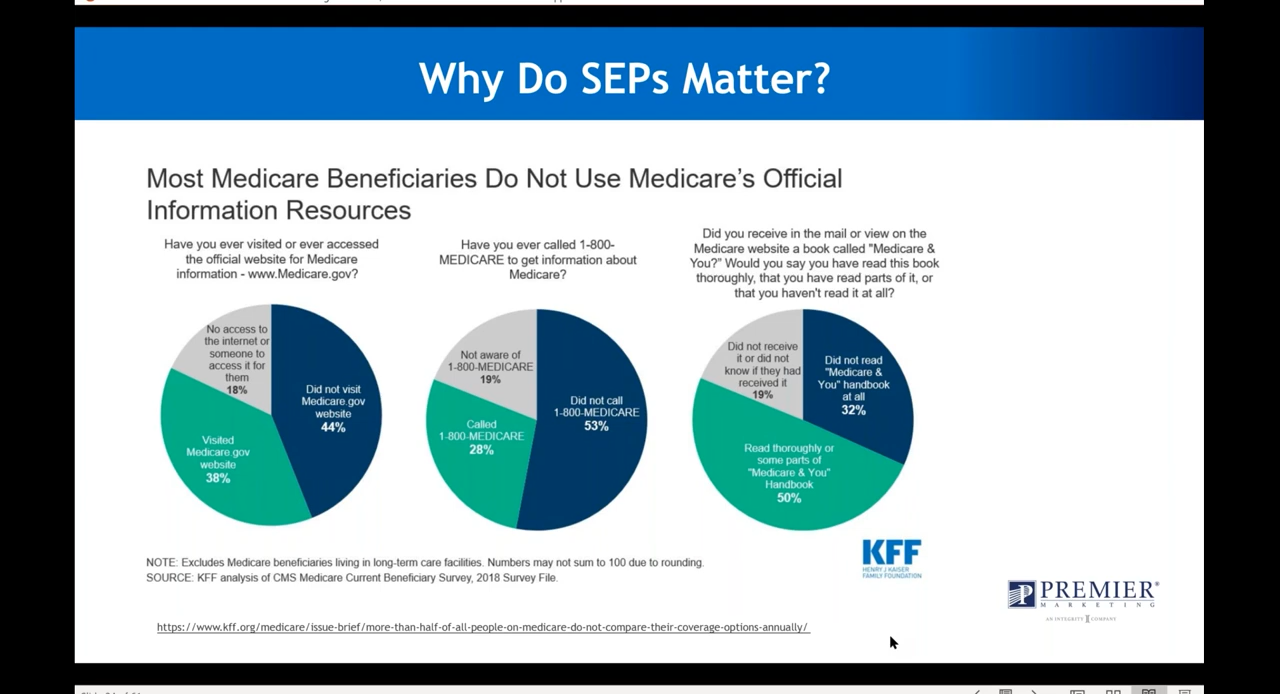 Why Do SEPs Matter?
Most Medicare Beneficiaries Do Not Use Medicare's Official
Information Resources
Have you ever visited or ever accessed
the official website for Medicare
information - www.Medicare.gov?
No access to
the internet or
someone to
access it for
them
18%
Did not visit
Medicare.gov
website
44%
Visited
Medicare.gov
website
38%
Have you ever called 1-800-
MEDICARE to get information about
Medicare?
Not aware of
1-800-MEDICARE
19%
Did not call
1-800-MEDICARE
53%
Called
1-800-MEDICARE
28%
Did you receive in the mail or view on the
Medicare website a book called "Medicare &
You?" Would you say you have read this book
thoroughly, that you have read parts of it, or
that you haven't read it at all?
Did not receive
it or did not
know if they had
received it
19%
Did not read
"Medicare &
You" handbook
at all
32%
Read thoroughly or
some parts of
"Medicare & You"
Handbook
50%
NOTE: Excludes Medicare beneficiaries living in long-term care facilities. Numbers may not sum to 100 due to rounding.
SOURCE: KFF analysis of CMS Medicare Current Beneficiary Survey, 2018 Survey File.
KFF
HENRY J KAISER
FAMILY FOUNDATION
P PREMIER®
MARKETING
AN INTEGRITY COMPANY
https://www.kff.org/medicare/issue-brief/more-than-half-of-all-people-on-medicare-do-not-compare-their-coverage-options-annually/